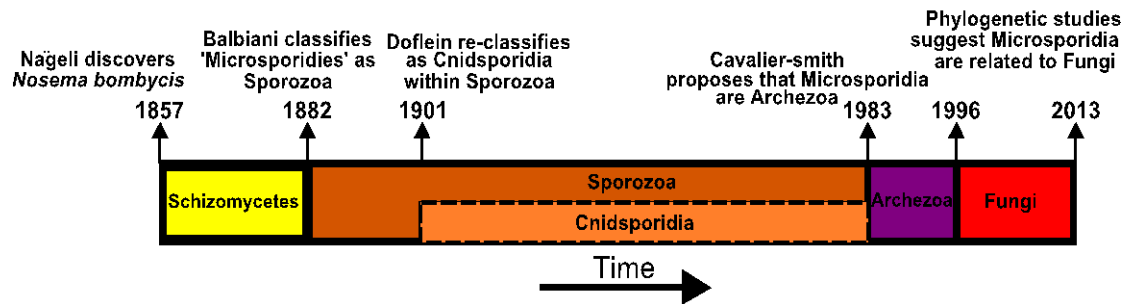 Nägeli discovers
Nosema bombycis
1857
Balbiani classifies
'Microsporidies' as
Sporozoa
1882
Doflein re-classifies
as Cnidsporidia
within Sporozoa
1901
Cavalier-smith
proposes that Microsporidia
are Archezoa
1983
Phylogenetic studies
suggest Microsporidia
are related to Fungi
1996
2013
Schizomycetes
Sporozoa
Cnidsporidia
Archezoa
Fungi
Time